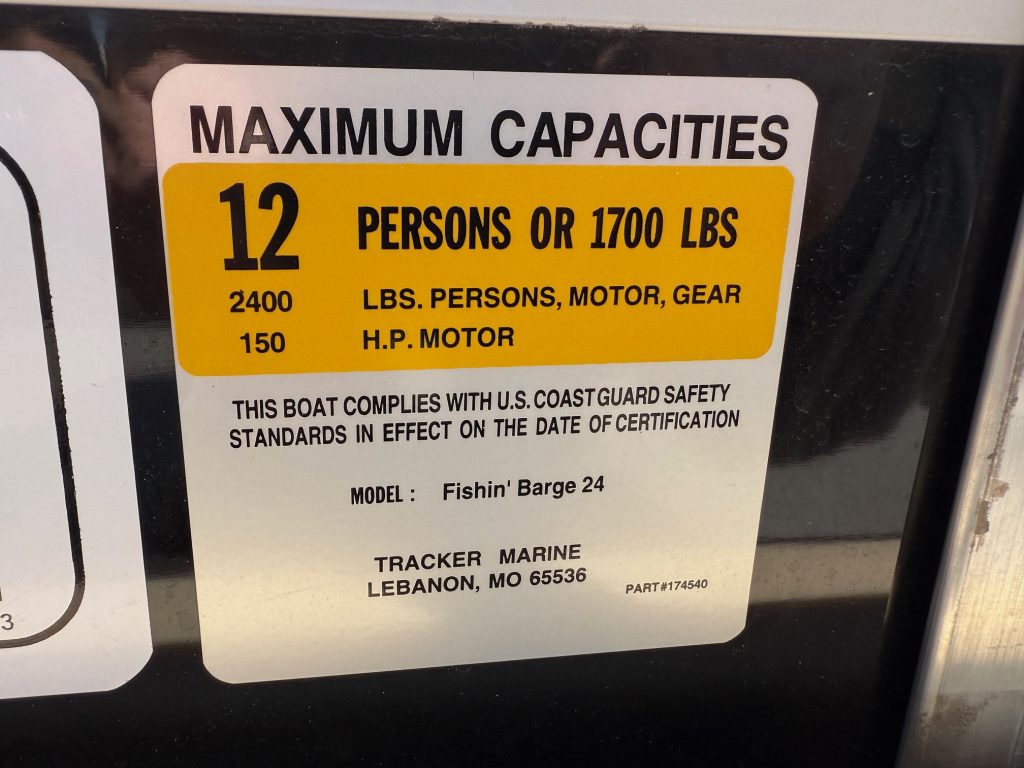 MAXIMUM CAPACITIES
12 PERSONS OR 1700 LBS
2400 LBS. PERSONS, MOTOR, GEAR
150 H.P. MOTOR
THIS BOAT COMPLIES WITH U.S. COAST GUARD SAFETY
STANDARDS IN EFFECT ON THE DATE OF CERTIFICATION
MODEL : Fishin' Barge 24
TRACKER MARINE
LEBANON, MO 65536
PART#174540
3